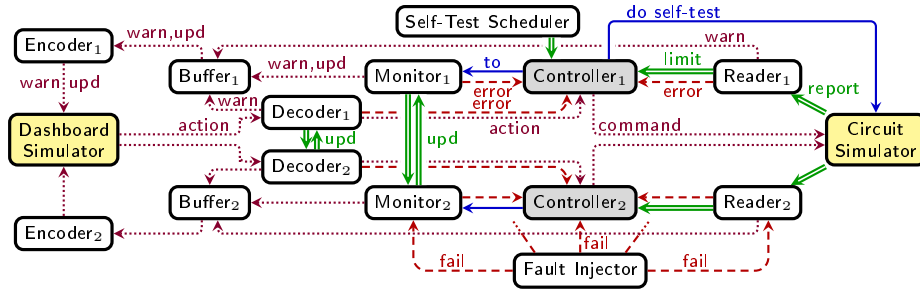 Self-Test Scheduler
do self-test
Encoder₁
warn,upd
warn
Buffer₁
warn,upd
Monitor₁
to
Controller₁
limit
Reader₁
warn,upd
error
error
report
warn
Decoder₁
error
Dashboard
Simulator
action
action
command
Circuit
Simulator
upd
upd
Decoder₂
Buffer₂
Monitor₂
Controller₂
Reader₂
Encoder₂
fail
fail
fail
Fault Injector